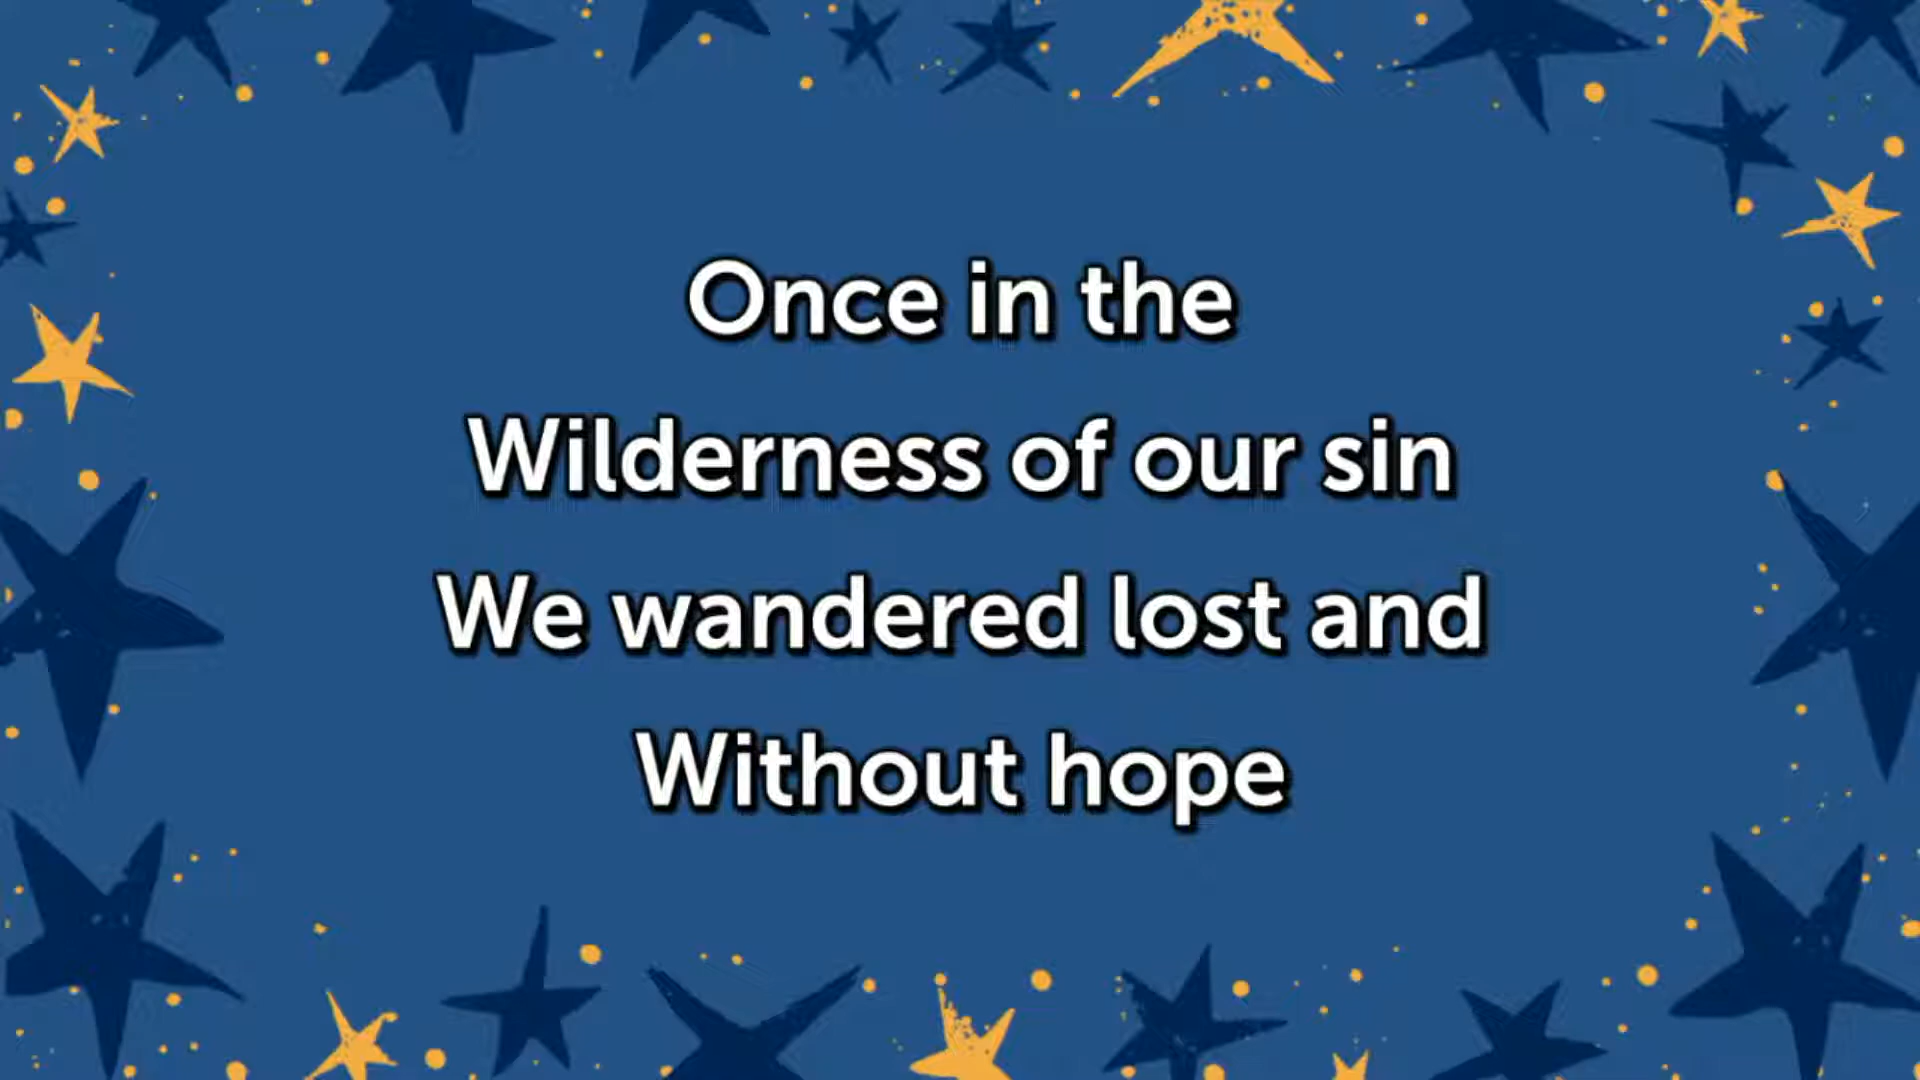 Once in the
Wilderness of our sin
We wandered lost and
Without hope